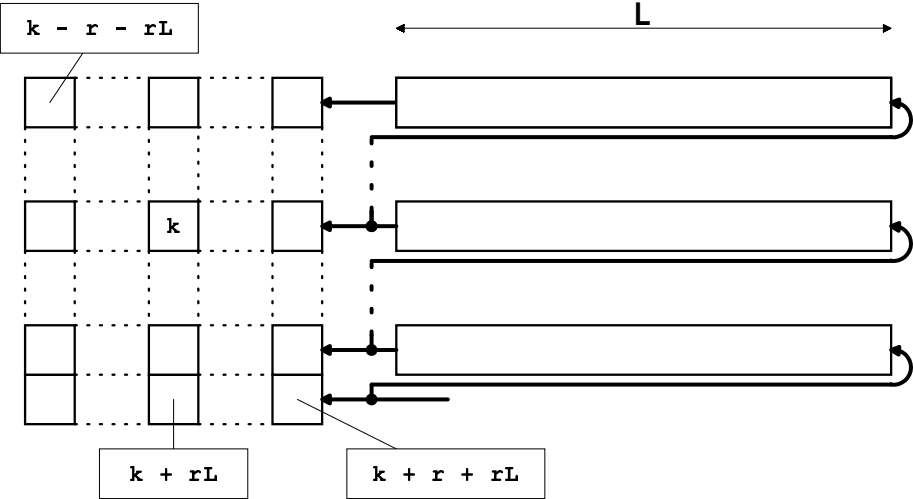 L
k - r - rL
k
k + rL
k + r + rL